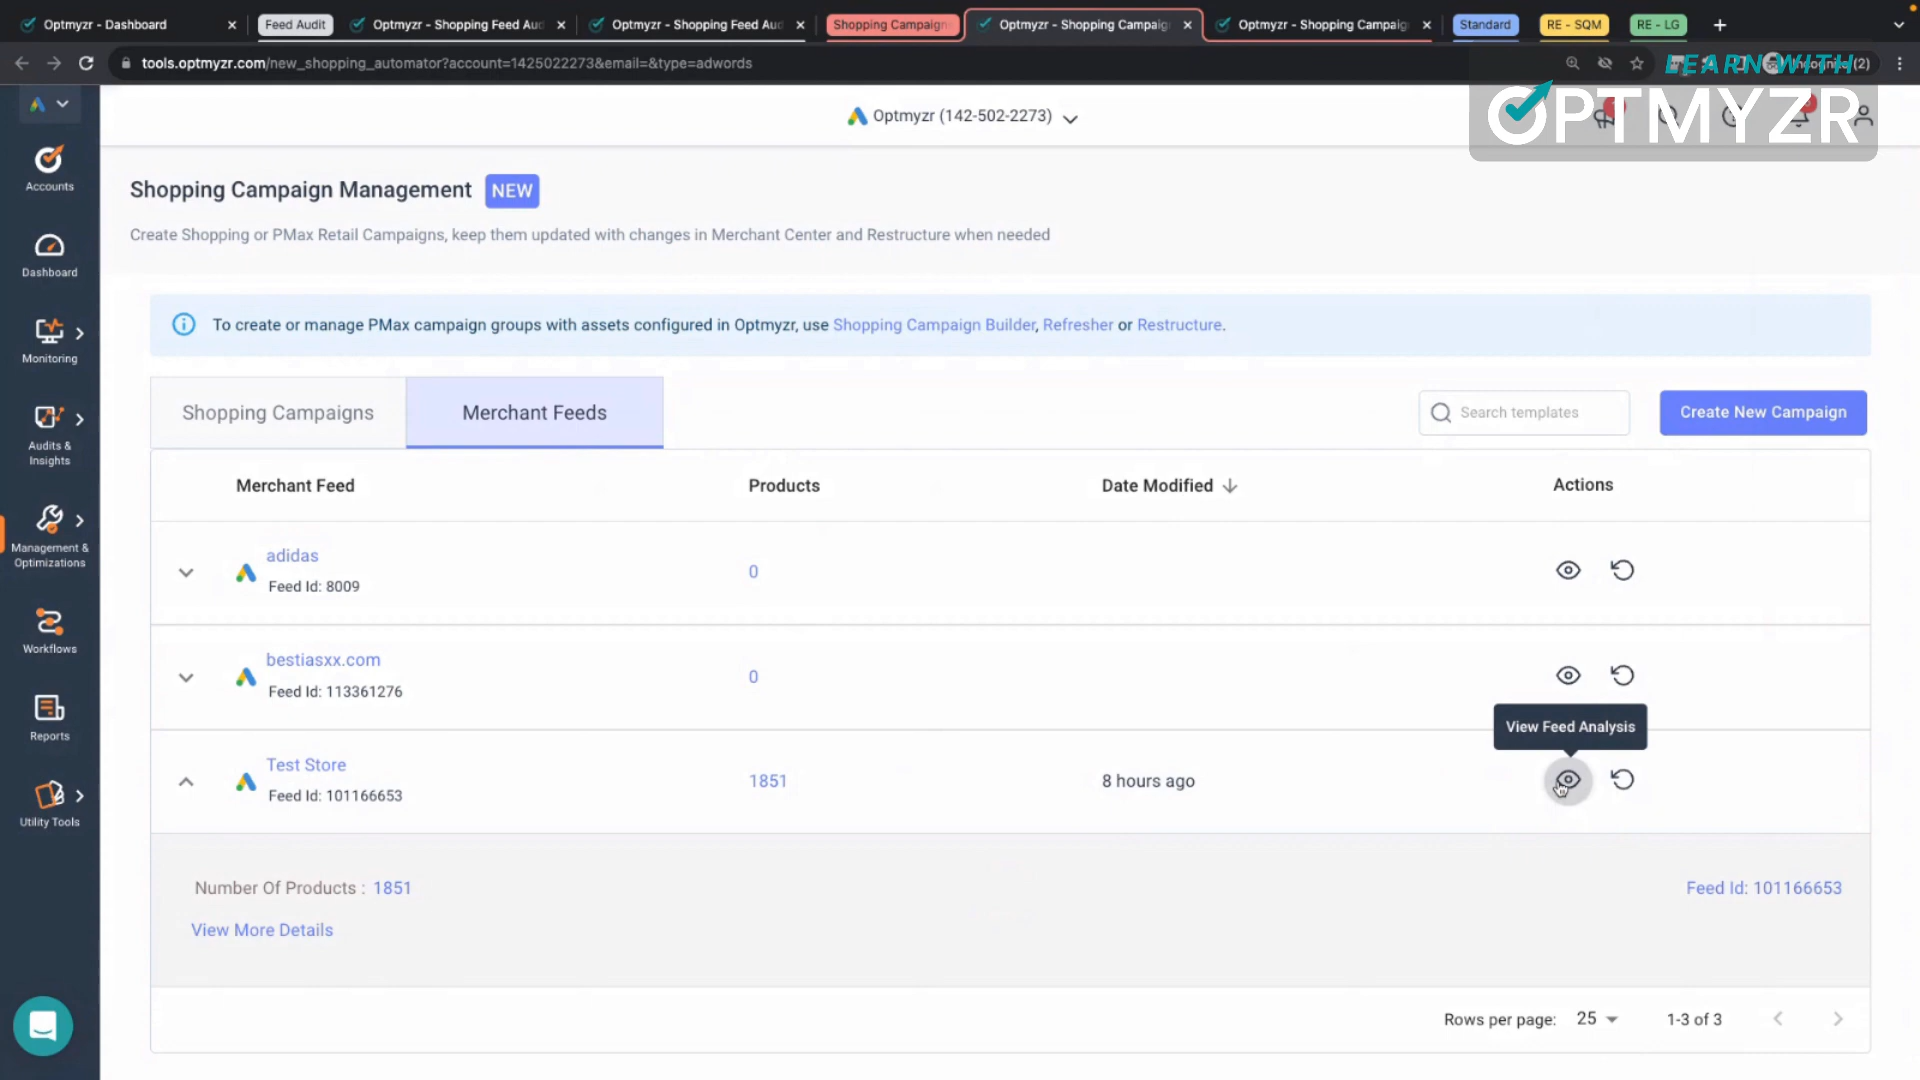 Optmyzr - Dashboard
Feed Audit
Optmyzr - Shopping Feed Aud
Optmyzr - Shopping Feed Aud
Shopping Campaign
Optmyzr - Shopping Campaig
Optmyzr - Shopping Campaig
Standard
RE - SQM
RE - LG
tools.optmyzr.com/new_shopping_automator?account=1425022273&email=&type=adwords
LEARN WITH
OPTMYZR
Optmyzr (142-502-2273)
Accounts
Dashboard
Monitoring
Audits &
Insights
Management &
Optimizations
Workflows
Reports
Utility Tools
Shopping Campaign Management NEW
Create Shopping or PMax Retail Campaigns, keep them updated with changes in Merchant Center and Restructure when needed
To create or manage PMax campaign groups with assets configured in Optmyzr, use Shopping Campaign Builder, Refresher or Restructure.
Shopping Campaigns
Merchant Feeds
Search templates
Create New Campaign
Merchant Feed Products Date Modified Actions
adidas
Feed Id: 8009
0
bestiasxx.com
Feed Id: 113361276
0
View Feed Analysis
Test Store
Feed Id: 101166653
1851
8 hours ago
Number Of Products : 1851
Feed Id: 101166653
View More Details
Rows per page: 25 1-3 of 3